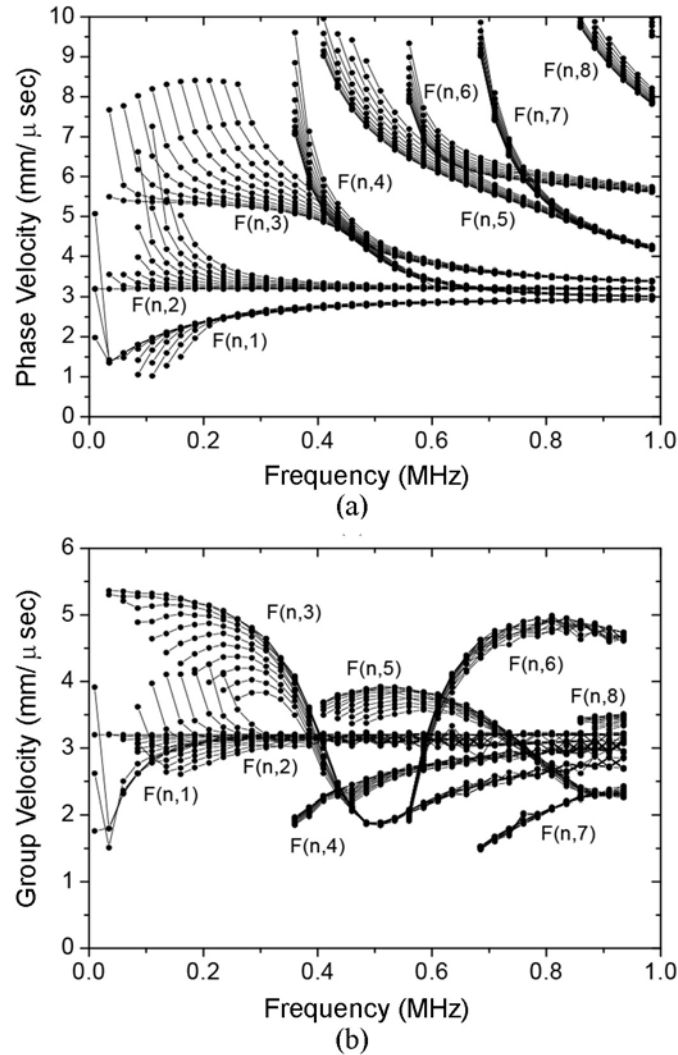 10
9
8
7
6
5
4
3
2
1
0
Phase Velocity (mm/μ sec)
F(n,8)
F(n,6)
F(n,7)
F(n,4)
F(n,3)
F(n,5)
F(n,2)
F(n,1)
0.0 0.2 0.4 0.6 0.8 1.0
Frequency (MHz)
(a)
6
5
4
3
2
1
0
Group Velocity (mm/μ sec)
F(n,3)
F(n,5)
F(n,6)
F(n,8)
F(n,2)
F(n,1)
F(n,4)
F(n,7)
0.0 0.2 0.4 0.6 0.8 1.0
Frequency (MHz)
(b)